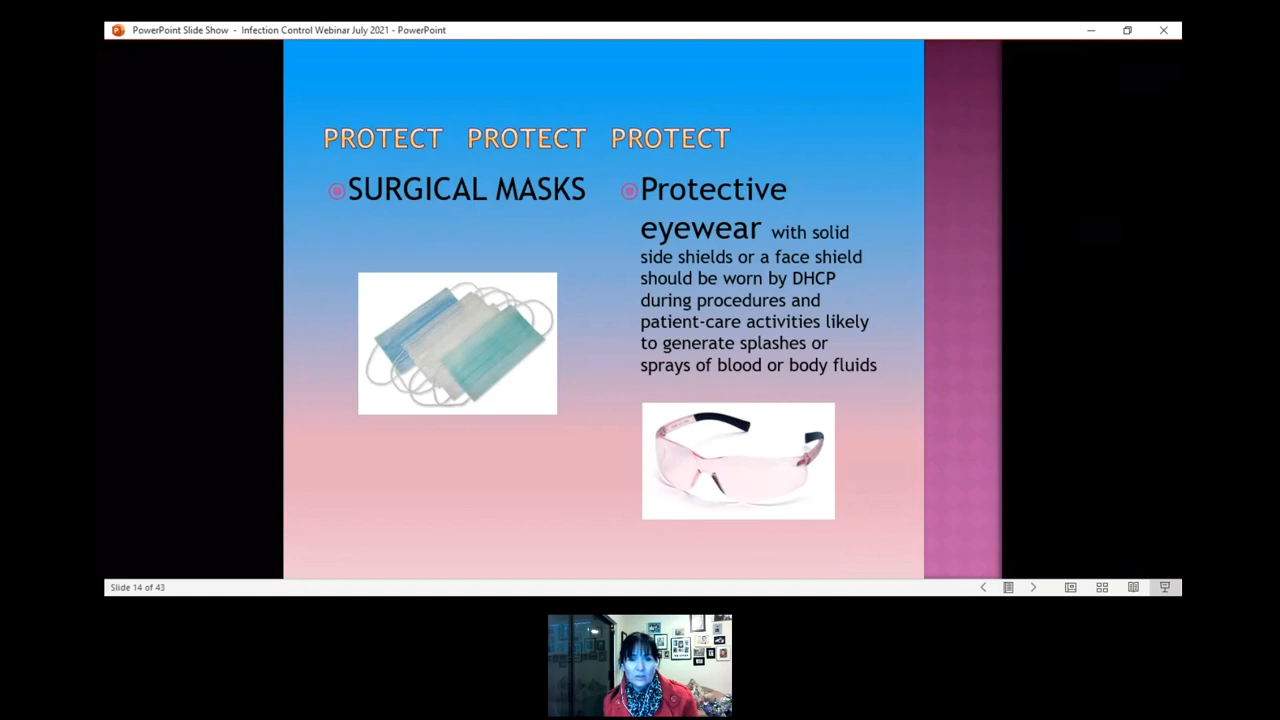 PowerPoint Slide Show - Infection Control Webinar July 2021 - PowerPoint
PROTECT PROTECT PROTECT
SURGICAL MASKS
Protective
eyewear with solid
side shields or a face shield
should be worn by DHCP
during procedures and
patient-care activities likely
to generate splashes or
sprays of blood or body fluids
Slide 14 of 43